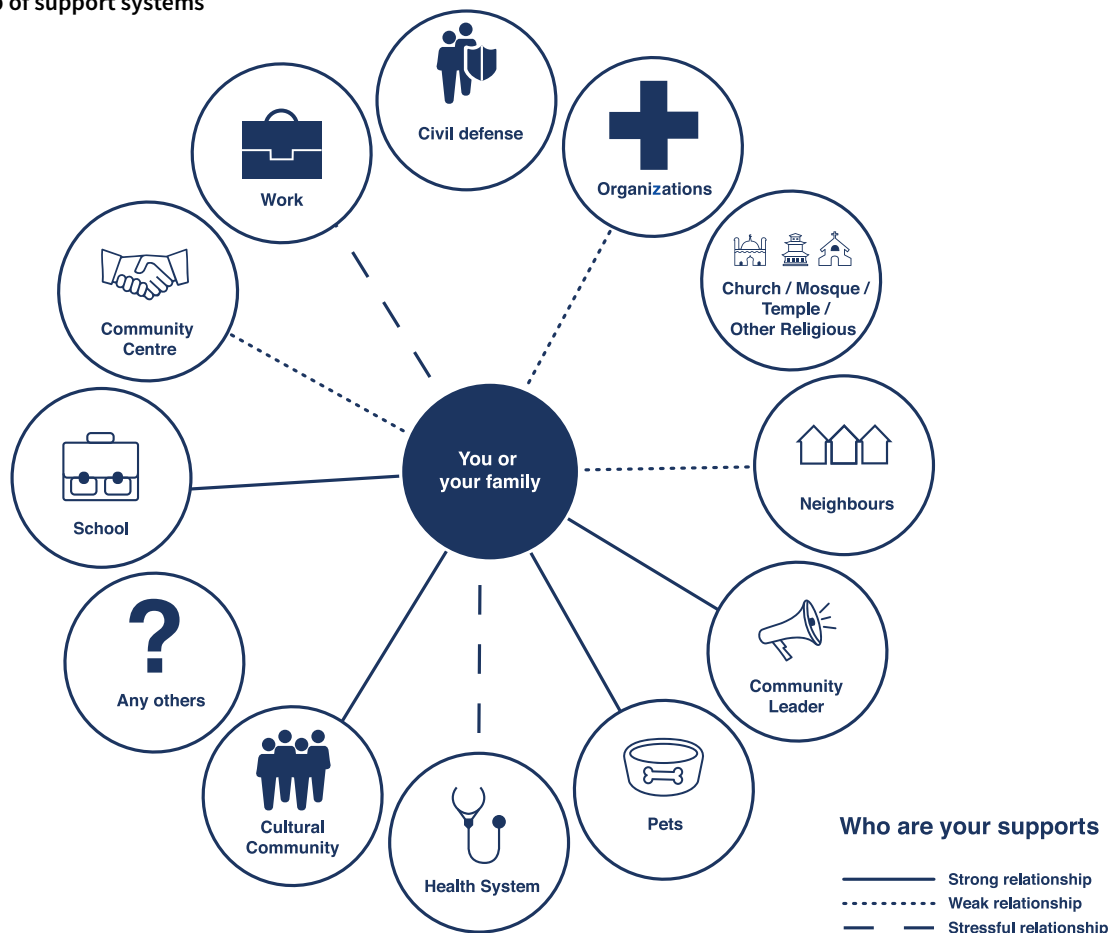 of support systems
Civil defense
Work
Organizations
Church / Mosque /
Temple /
Other Religious
Community
Centre
You or
your family
Neighbours
School
Community
Leader
Any others
Pets
Cultural
Community
Health System
Who are your supports
Strong relationship
Weak relationship
Stressful relationship